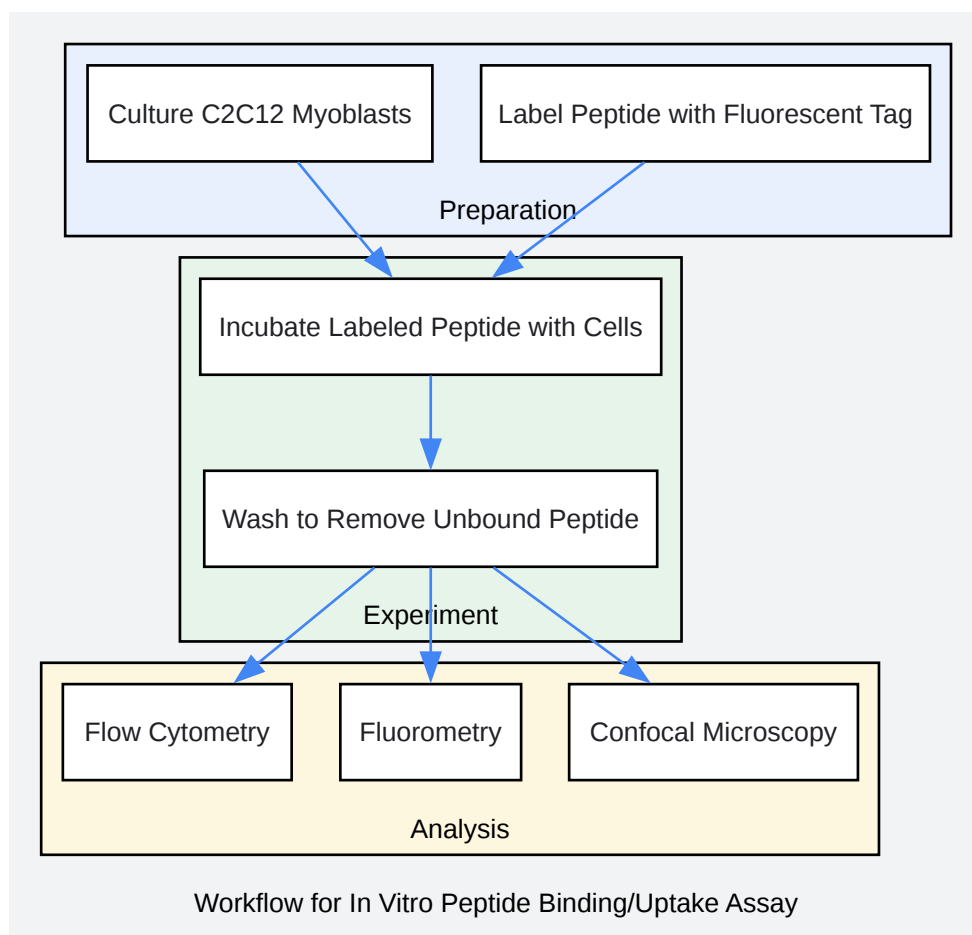 Culture C2C12 Myoblasts
Label Peptide with Fluorescent Tag
Preparation
Incubate Labeled Peptide with Cells
Wash to Remove Unbound Peptide
Experiment
Flow Cytometry
Fluorometry
Confocal Microscopy
Analysis
Workflow for In Vitro Peptide Binding/Uptake Assay